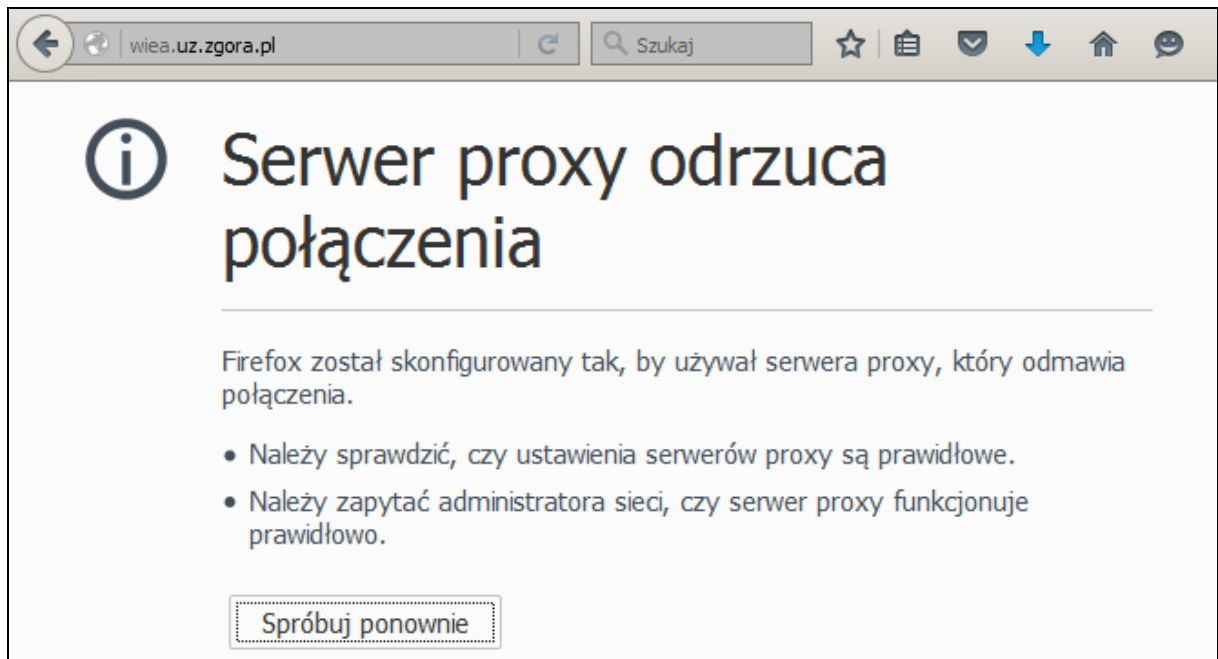 wiea.uz.zgora.pl
Szukaj
Serwer proxy odrzuca
połączenia
Firefox został skonfigurowany tak, by używał serwera proxy, który odmawia
połączenia.
• Należy sprawdzić, czy ustawienia serwerów proxy są prawidłowe.
• Należy zapytać administratora sieci, czy serwer proxy funkcjonuje
prawidłowo.
Spróbuj ponownie